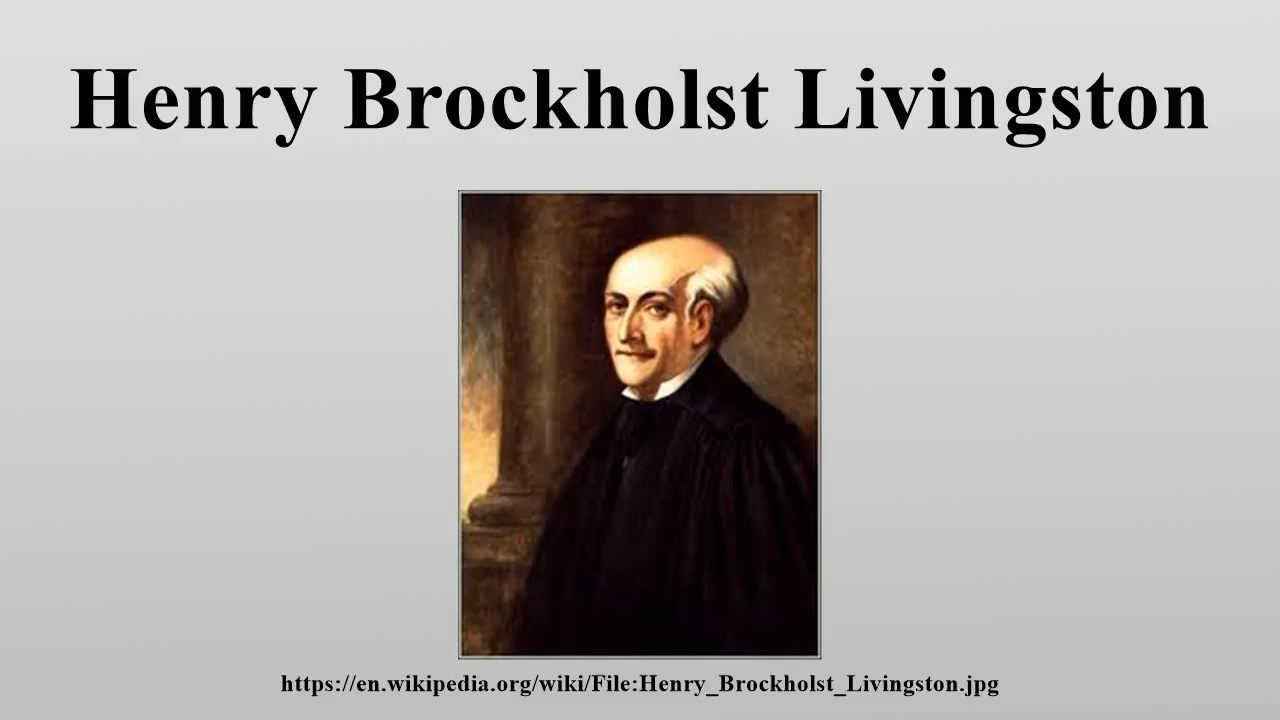 Henry Brockholst Livingston
https://en.wikipedia.org/wiki/File:Henry_Brockholst_Livingston.jpg